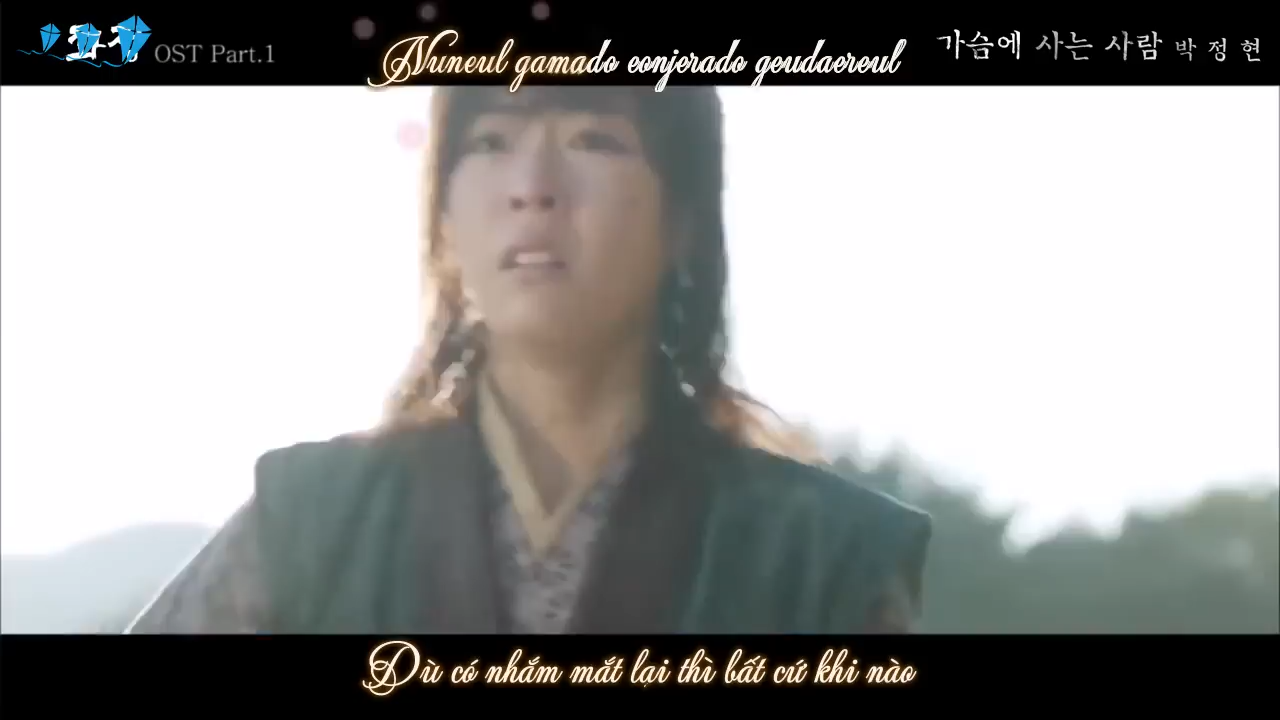 OST Part.1
Nuneul gamado eonjerado geudaereul
가슴에 사는 사람 박정현
Dù có nhắm mắt lại thì bất cứ khi nào